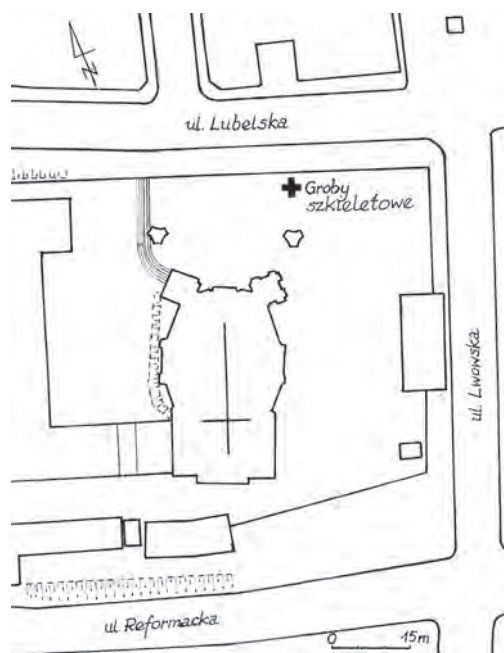 N
ul. Lubelska
Groby
szkieletowe
ul. Lwowska
ul. Reformacka
0 15m